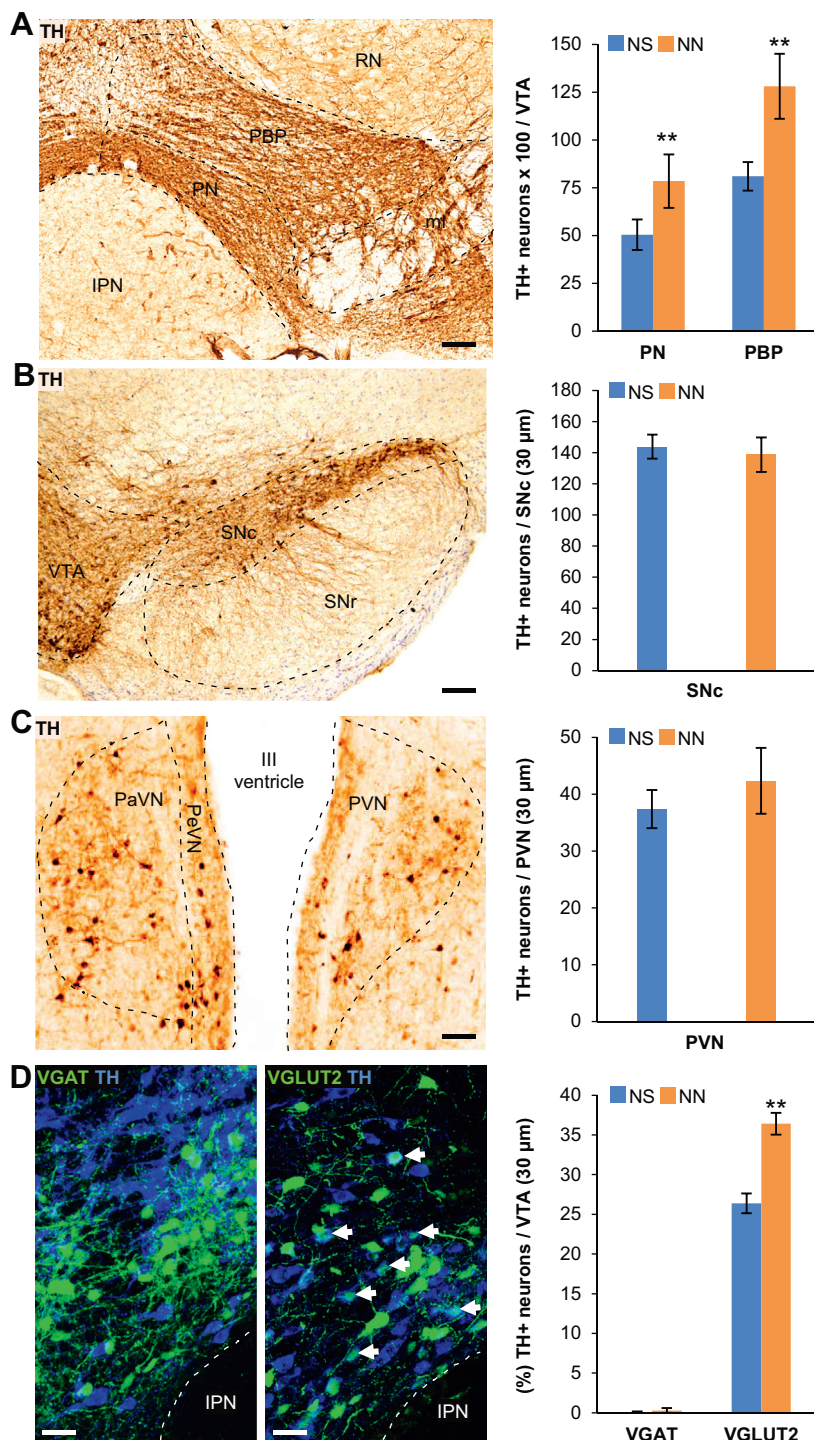 A
TH
RN
PBP
PN
mt
IPN
TH+ neurons x 100 / VTA
150
125
100
75
50
25
0
NS NN
**
**
PN PBP
B
TH
SNc
VTA
SNr
TH+ neurons / SNc (30 µm)
180
160
140
120
100
80
60
40
20
0
NS NN
SNc
C
TH
III
ventricle
PaVN
PeVN
PVN
TH+ neurons / PVN (30 µm)
50
40
30
20
10
0
NS NN
PVN
D
VGAT TH
IPN
VGLUT2 TH
IPN
(%) TH+ neurons / VTA (30 µm)
40
35
30
25
20
15
10
5
0
NS NN
**
VGAT VGLUT2